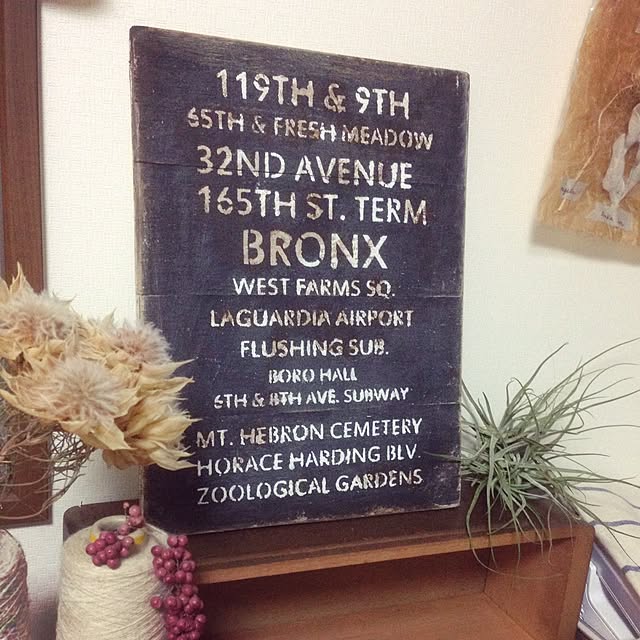 119TH & 9TH
65TH & FRESH MEADOW
32ND AVENUE
165TH ST. TERM
BRONX
WEST FARMS SQ.
LAGUARDIA AIRPORT
FLUSHING SUB.
BORO HALL
6TH & 8TH AVE. SUBWAY
MT. HEBRON CEMETERY
HORACE HARDING BLV.
ZOOLOGICAL GARDENS